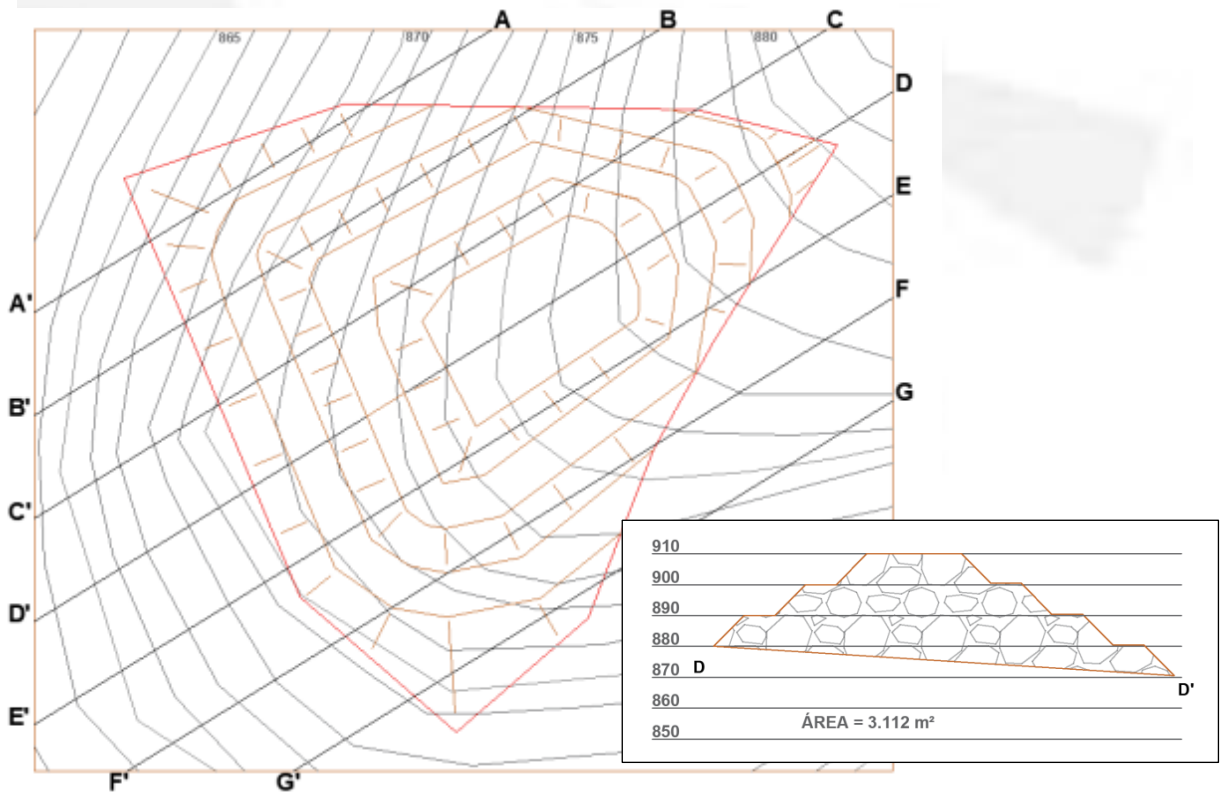 A B C
865 870 875 880
D
E
A'
F
B'
G
C'
D'
E'
F' G'
910
900
890
880
870
860
850
D
D'
ÁREA = 3.112 m²